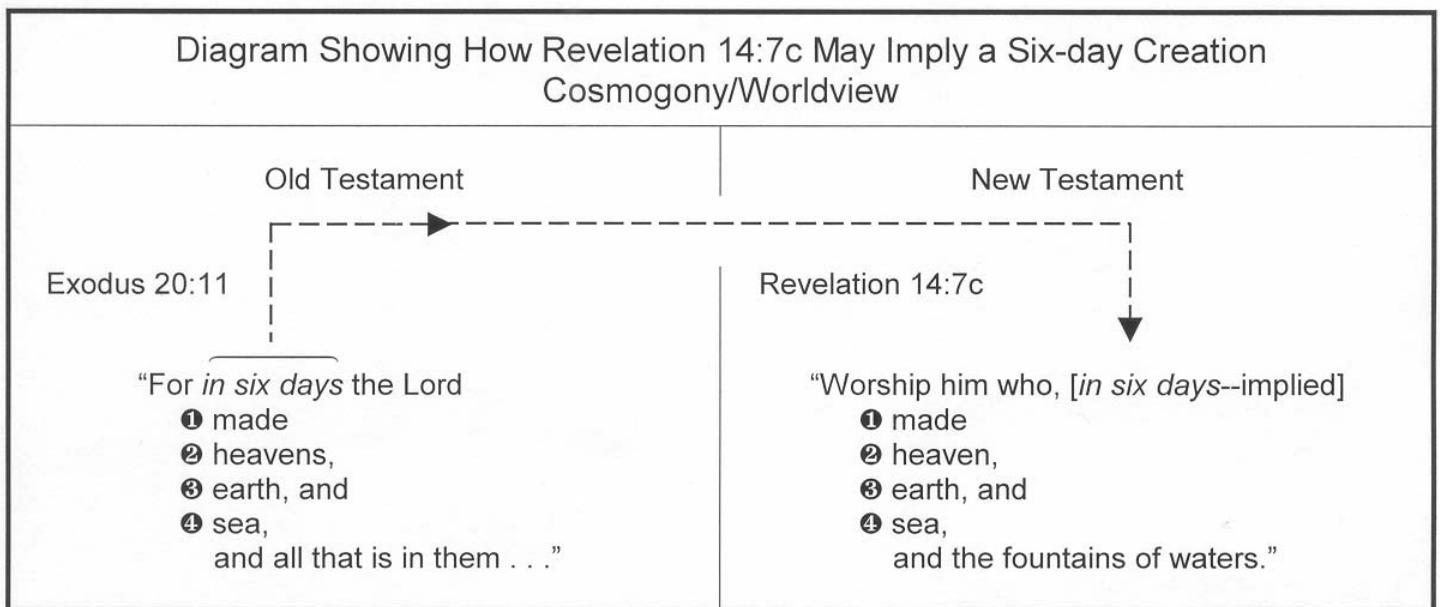 Diagram Showing How Revelation 14:7c May Imply a Six-day Creation
Cosmogony/Worldview
Old Testament
Exodus 20:11
“For in six days the Lord
❶ made
❷ heavens,
❸ earth, and
❹ sea,
and all that is in them . . .”
New Testament
Revelation 14:7c
“Worship him who, [in six days--implied]
❶ made
❷ heaven,
❸ earth, and
❹ sea,
and the fountains of waters.”